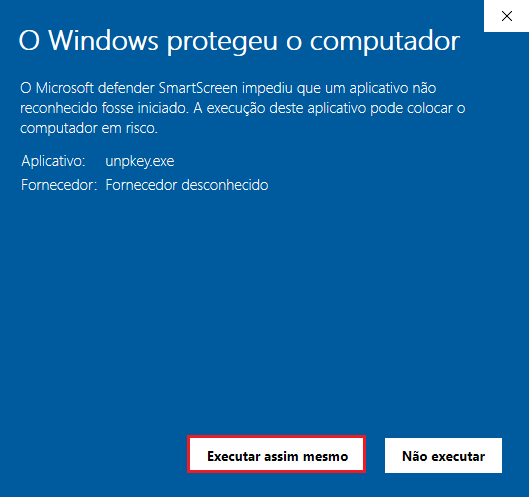 O Windows protegeu o computador
O Microsoft defender SmartScreen impediu que um aplicativo não
reconhecido fosse iniciado. A execução deste aplicativo pode colocar o
computador em risco.
Aplicativo: unpkey.exe
Fornecedor: Fornecedor desconhecido
Executar assim mesmo Não executar